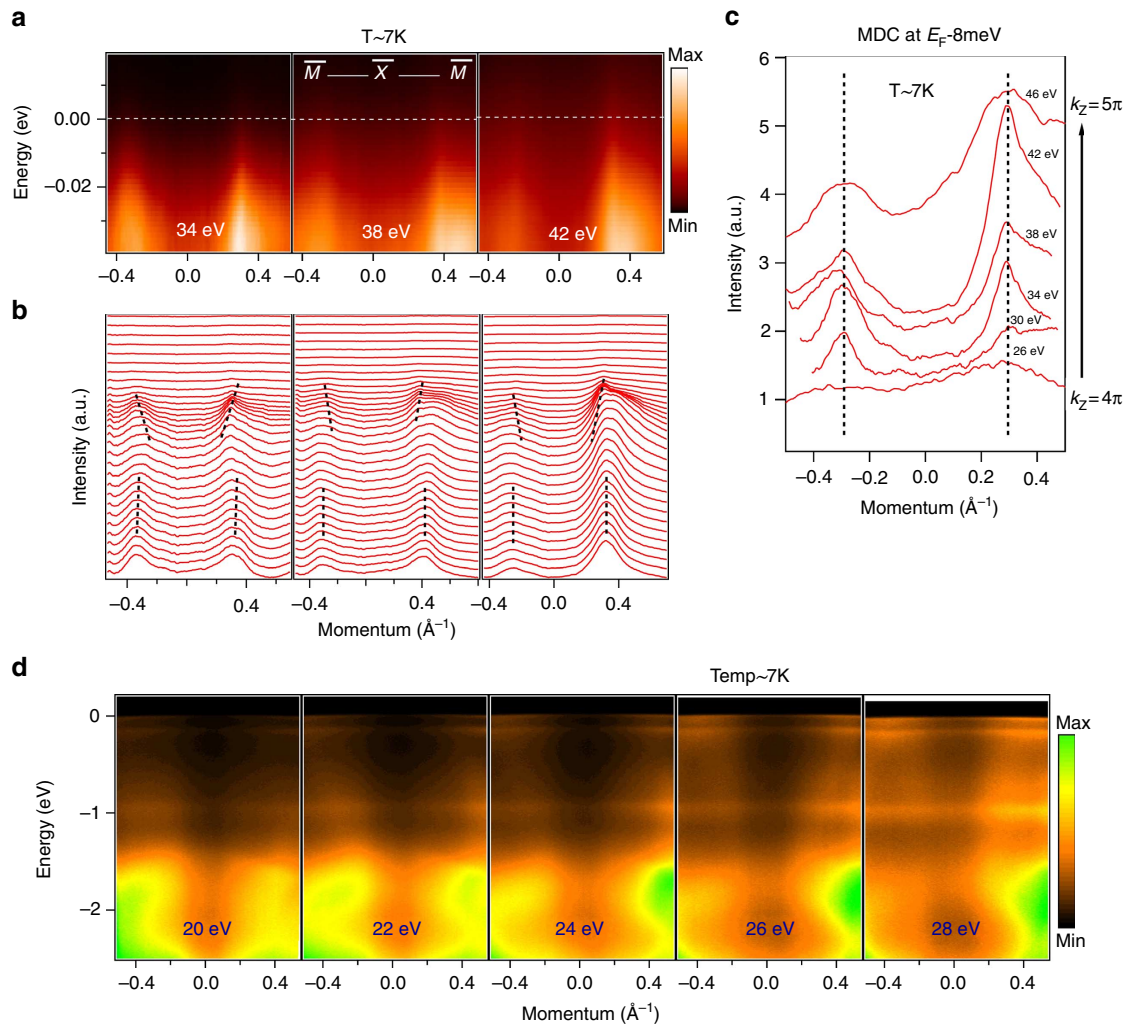 a
T~7K
M — X — M
Max
Min
Energy (ev)
0.00
−0.02
34 eV
38 eV
42 eV
−0.4 0.0 0.4 −0.4 0.0 0.4 −0.4 0.0 0.4
b
Intensity (a.u.)
−0.4 0.4 −0.4 0.4 −0.4 0.0 0.4
Momentum (Å⁻¹)
c
MDC at E_F-8meV
T~7K
6
5
4
3
2
1
Intensity (a.u.)
46 eV
42 eV
38 eV
34 eV
30 eV
26 eV
k_Z=5π
k_Z=4π
−0.4 −0.2 0.0 0.2 0.4
Momentum (Å⁻¹)
d
Temp~7K
Energy (eV)
0
−1
−2
20 eV
22 eV
24 eV
26 eV
28 eV
Max
Min
−0.4 0.0 0.4 −0.4 0.0 0.4 −0.4 0.0 0.4 −0.4 0.0 0.4 −0.4 0.0 0.4
Momentum (Å⁻¹)